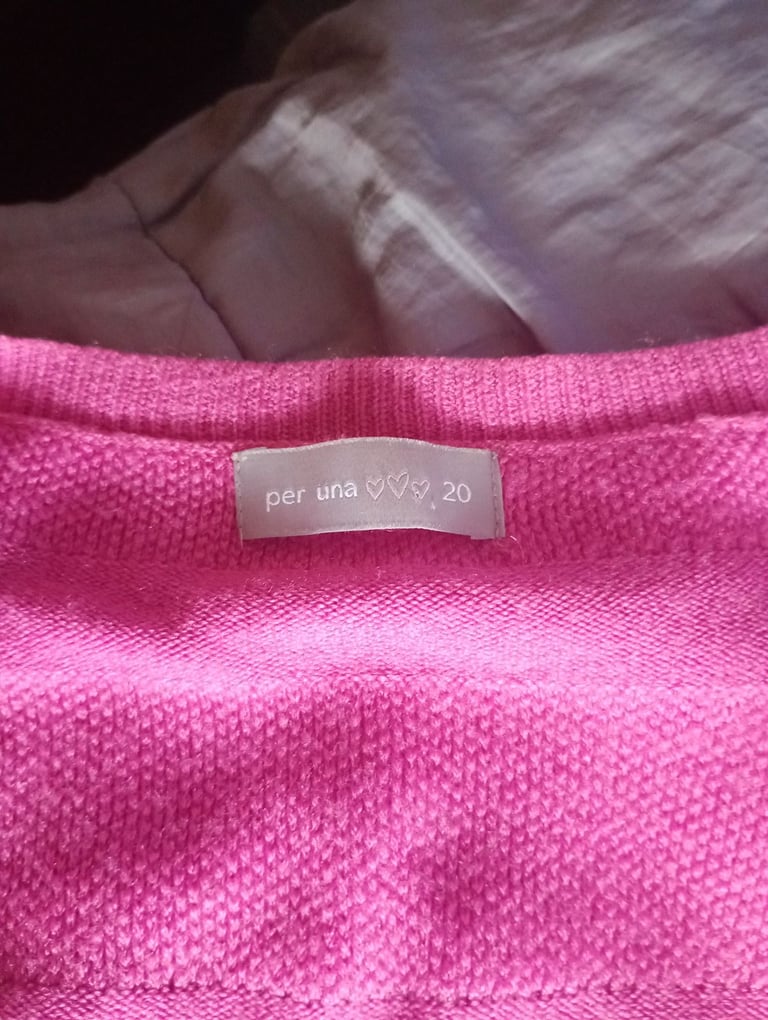 per una ♡♡♡ 20